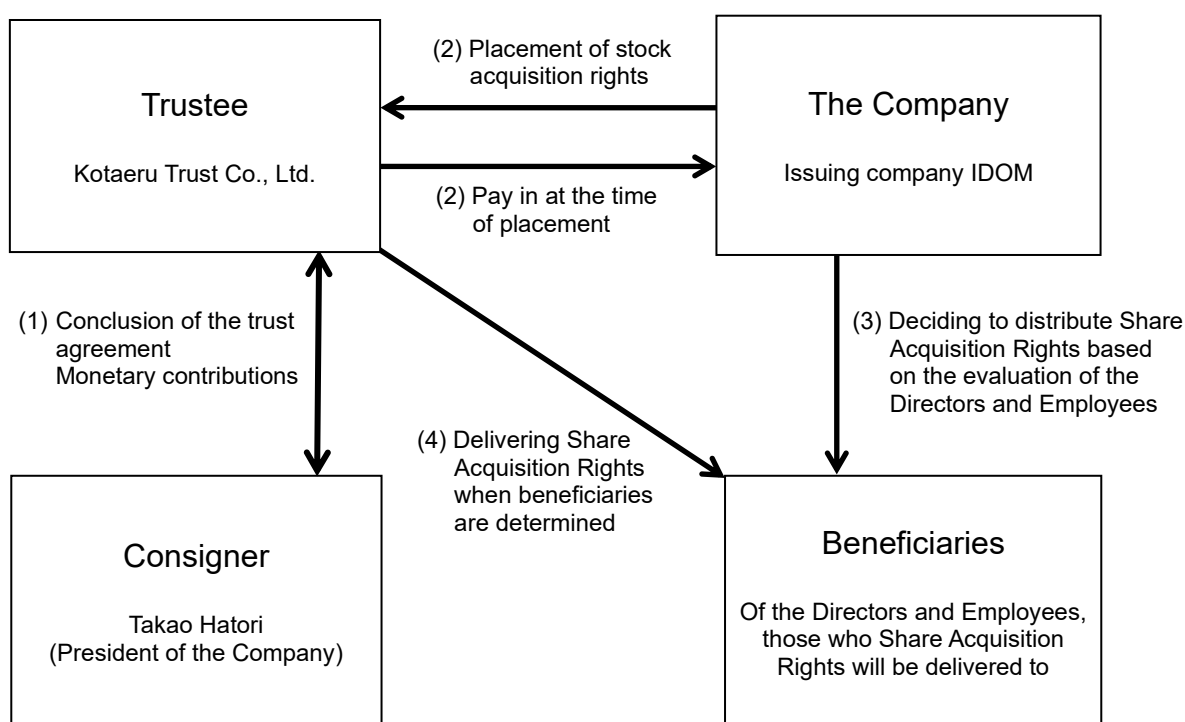 (2) Placement of stock
acquisition rights
Trustee
Kotaeru Trust Co., Ltd.
The Company
Issuing company IDOM
(2) Pay in at the time
of placement
(1) Conclusion of the trust
agreement
Monetary contributions
(3) Deciding to distribute Share
Acquisition Rights based
on the evaluation of the
Directors and Employees
(4) Delivering Share
Acquisition Rights
when beneficiaries
are determined
Consigner
Takao Hatori
(President of the Company)
Beneficiaries
Of the Directors and Employees,
those who Share Acquisition
Rights will be delivered to